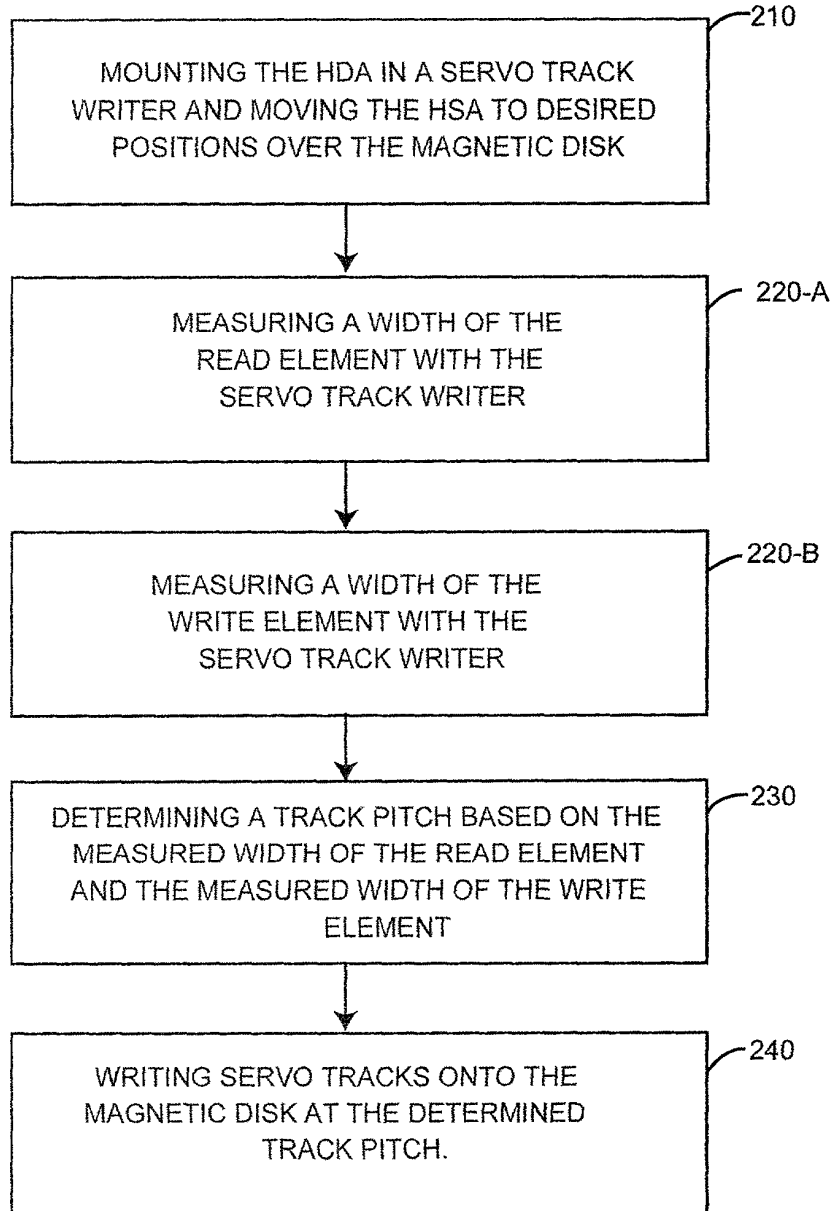 210
MOUNTING THE HDA IN A SERVO TRACK
WRITER AND MOVING THE HSA TO DESIRED
POSITIONS OVER THE MAGNETIC DISK
220-A
MEASURING A WIDTH OF THE
READ ELEMENT WITH THE
SERVO TRACK WRITER
220-B
MEASURING A WIDTH OF THE
WRITE ELEMENT WITH THE
SERVO TRACK WRITER
230
DETERMINING A TRACK PITCH BASED ON THE
MEASURED WIDTH OF THE READ ELEMENT
AND THE MEASURED WIDTH OF THE WRITE
ELEMENT
240
WRITING SERVO TRACKS ONTO THE
MAGNETIC DISK AT THE DETERMINED
TRACK PITCH.